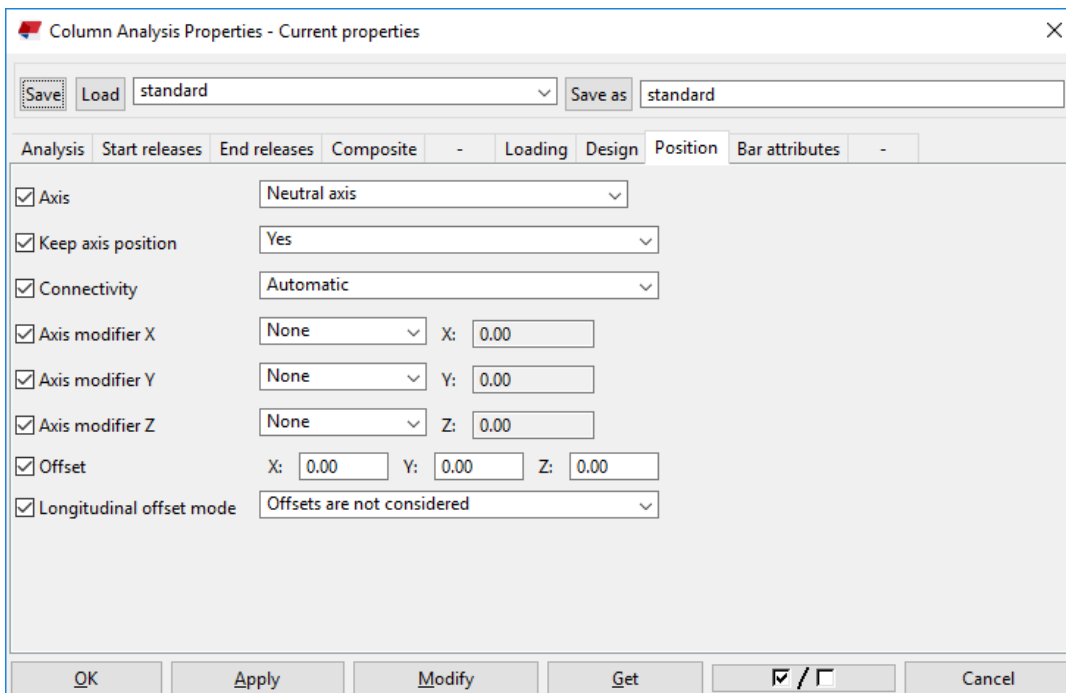 Column Analysis Properties - Current properties
Save Load standard Save as standard
Analysis Start releases End releases Composite - Loading Design Position Bar attributes -
Axis Neutral axis
Keep axis position Yes
Connectivity Automatic
Axis modifier X None X: 0.00
Axis modifier Y None Y: 0.00
Axis modifier Z None Z: 0.00
Offset X: 0.00 Y: 0.00 Z: 0.00
Longitudinal offset mode Offsets are not considered
OK Apply Modify Get / Cancel